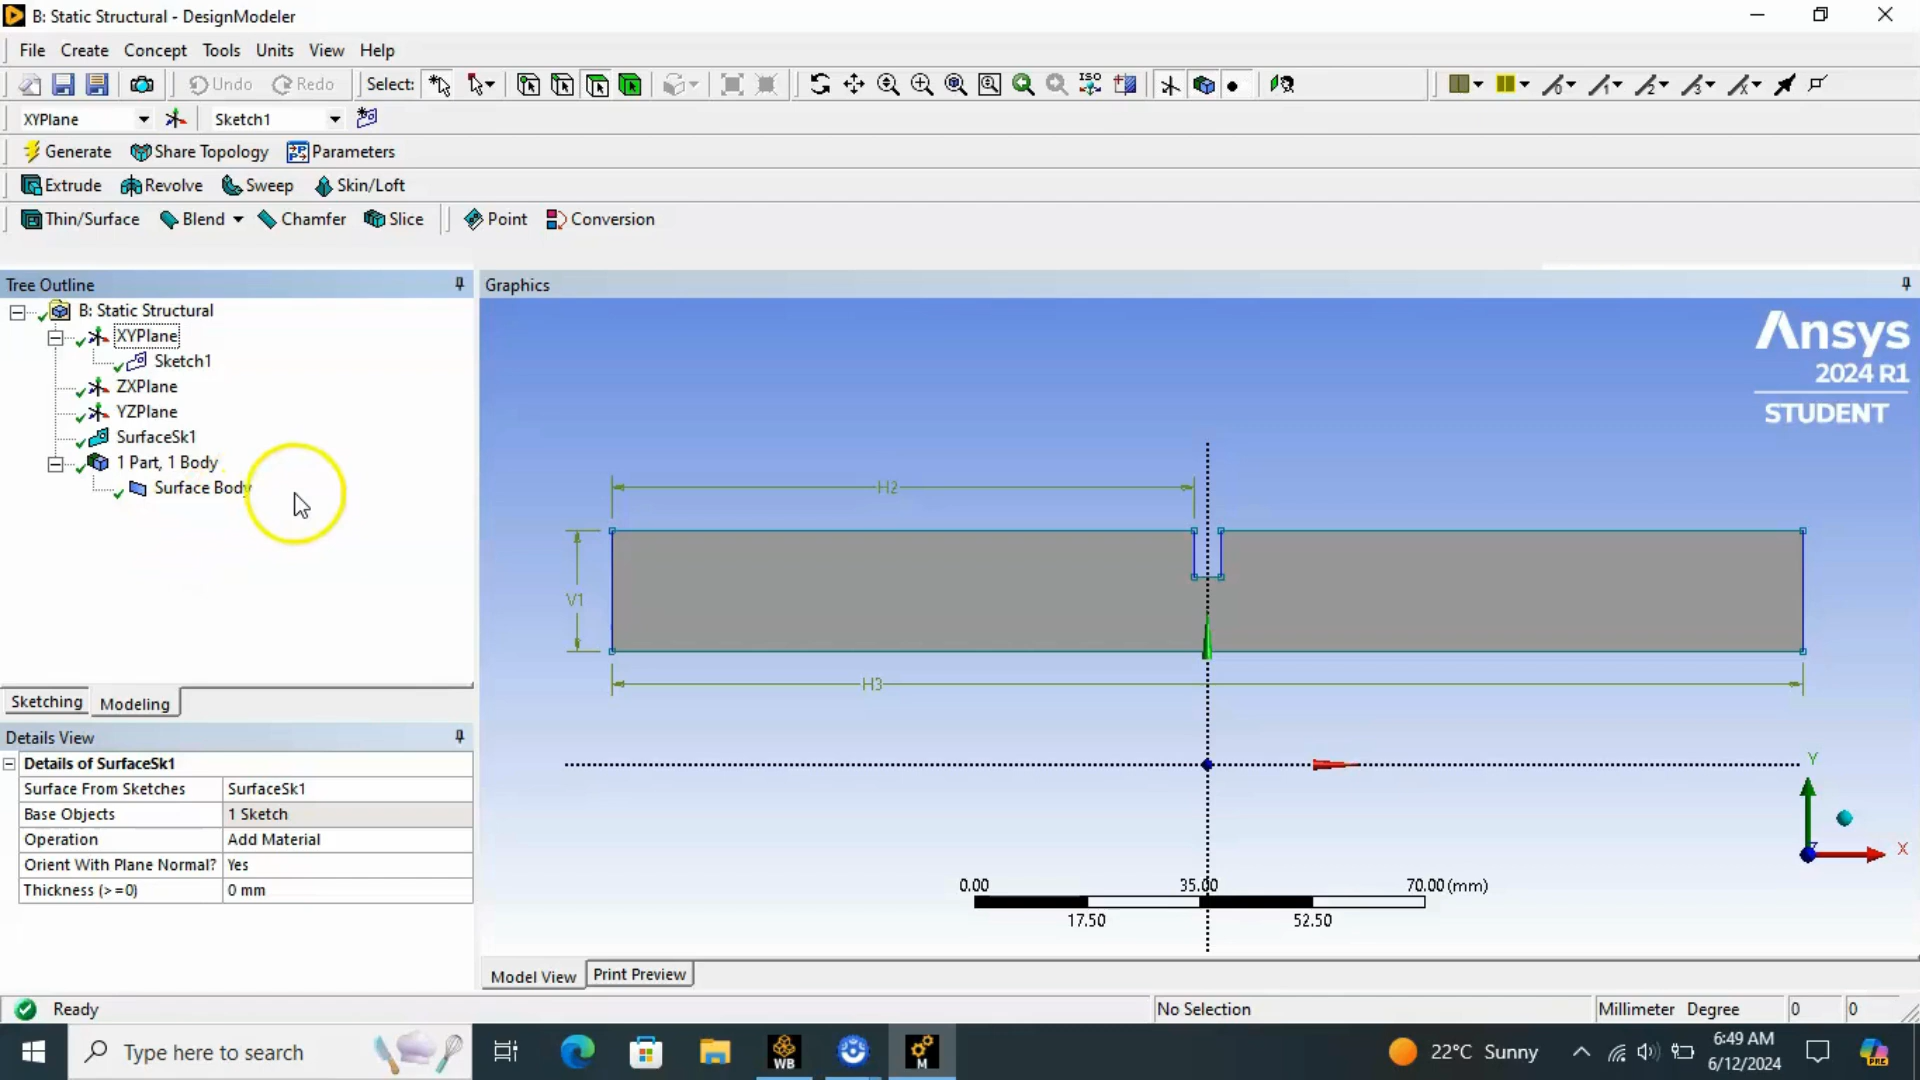 B: Static Structural - DesignModeler
File Create Concept Tools Units View Help
Undo Redo Select: ISO
XYPlane Sketch1
Generate Share Topology Parameters
Extrude Revolve Sweep Skin/Loft
Thin/Surface Blend Chamfer Slice Point Conversion
Tree Outline
B: Static Structural
XYPlane
Sketch1
ZXPlane
YZPlane
SurfaceSk1
1 Part, 1 Body
Surface Body
Sketching Modeling
Details View
Details of SurfaceSk1
Surface From Sketches SurfaceSk1
Base Objects 1 Sketch
Operation Add Material
Orient With Plane Normal? Yes
Thickness (>=0) 0 mm
Graphics
Ansys
2024 R1
STUDENT
H2
V1
H3
Y
X
0.00 35.00 70.00 (mm)
17.50 52.50
Model View Print Preview
Ready No Selection Millimeter Degree 0 0
Type here to search
WB
M
22°C Sunny
6:49 AM
6/12/2024
PRE